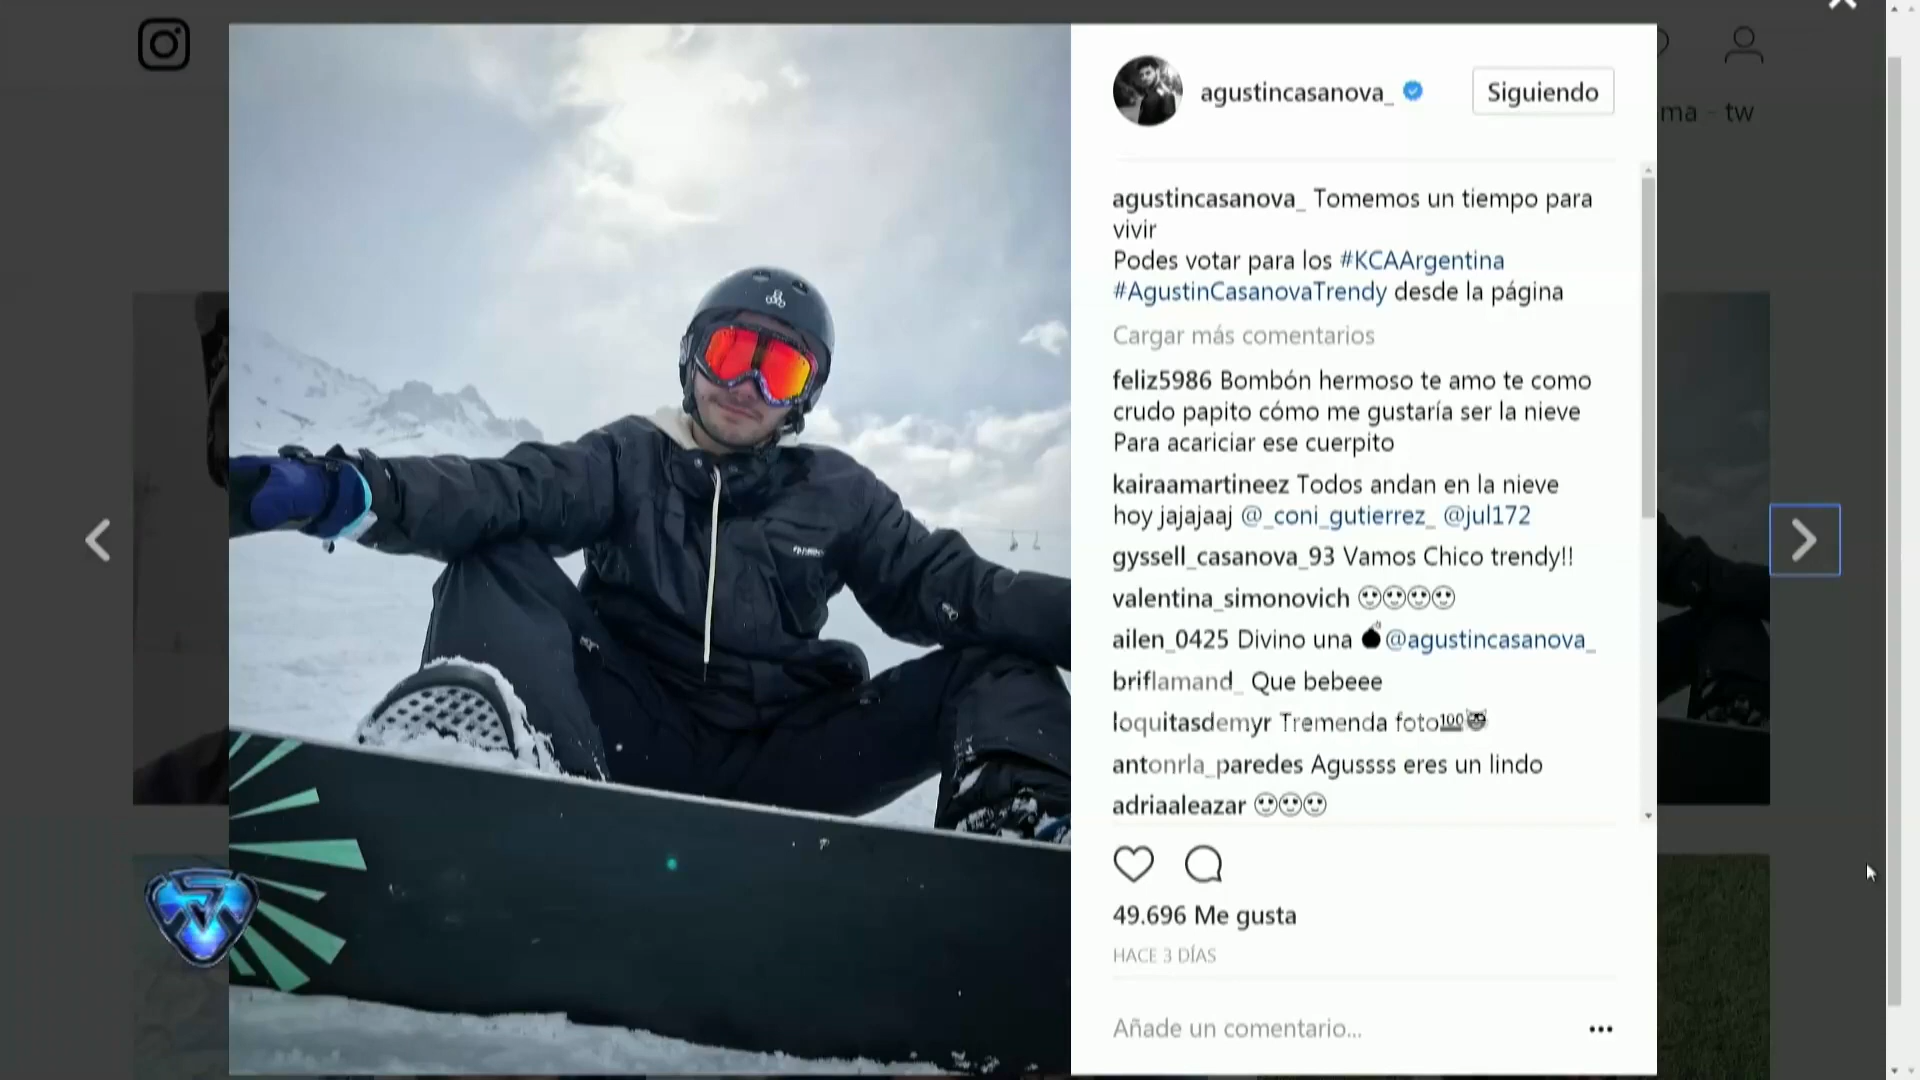 agustincasanova_
Siguiendo
ma - tw
agustincasanova_ Tomemos un tiempo para
vivir
Podes votar para los #KCAArgentina
#AgustinCasanovaTrendy desde la página
Cargar más comentarios
feliz5986 Bombón hermoso te amo te como
crudo papito cómo me gustaría ser la nieve
Para acariciar ese cuerpito
kairaamartineez Todos andan en la nieve
hoy jajajaaj @_coni_gutierrez_ @jul172
gyssell_casanova_93 Vamos Chico trendy!!
valentina_simonovich 🙄🙄🙄🙄
ailen_0425 Divino una 💣@agustincasanova_
briflamand_ Que bebeee
loquitasdemyr Tremenda foto💯😻
antonrla_paredes Agussss eres un lindo
adriaaleazar 🙄🙄🙄
49.696 Me gusta
HACE 3 DÍAS
Añade un comentario...